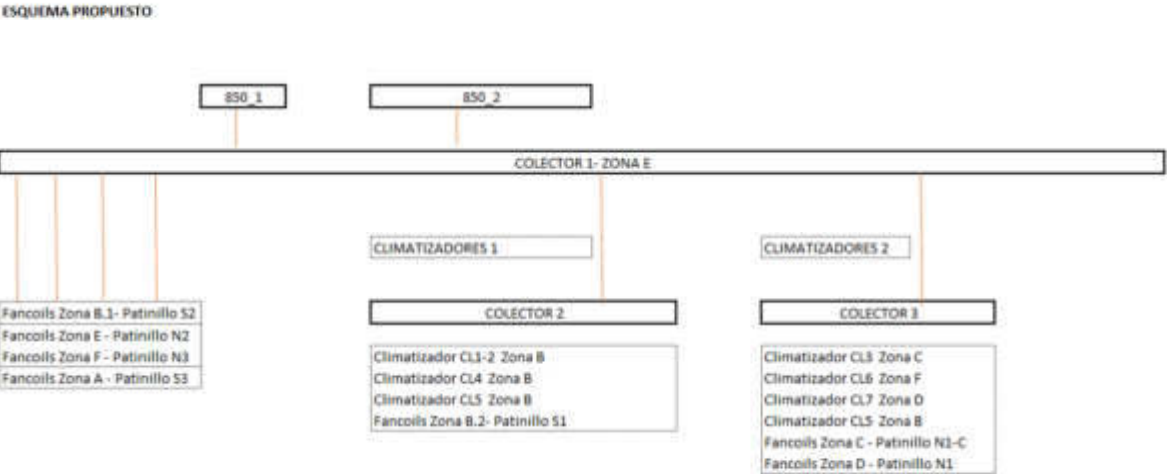 ESQUEMA PROPUESTO
850_1
850_2
COLECTOR 1- ZONA E
CLIMATIZADORES 1
CLIMATIZADORES 2
Fancoils Zona B.1- Patinillo S2
Fancoils Zona E - Patinillo N2
Fancoils Zona F - Patinillo N3
Fancoils Zona A - Patinillo S3
COLECTOR 2
Climatizador CL1-2 Zona B
Climatizador CL4 Zona B
Climatizador CL5 Zona B
Fancoils Zona B.2- Patinillo S1
COLECTOR 3
Climatizador CL3 Zona C
Climatizador CL6 Zona F
Climatizador CL7 Zona D
Climatizador CL5 Zona B
Fancoils Zona C - Patinillo N1-C
Fancoils Zona D - Patinillo N1